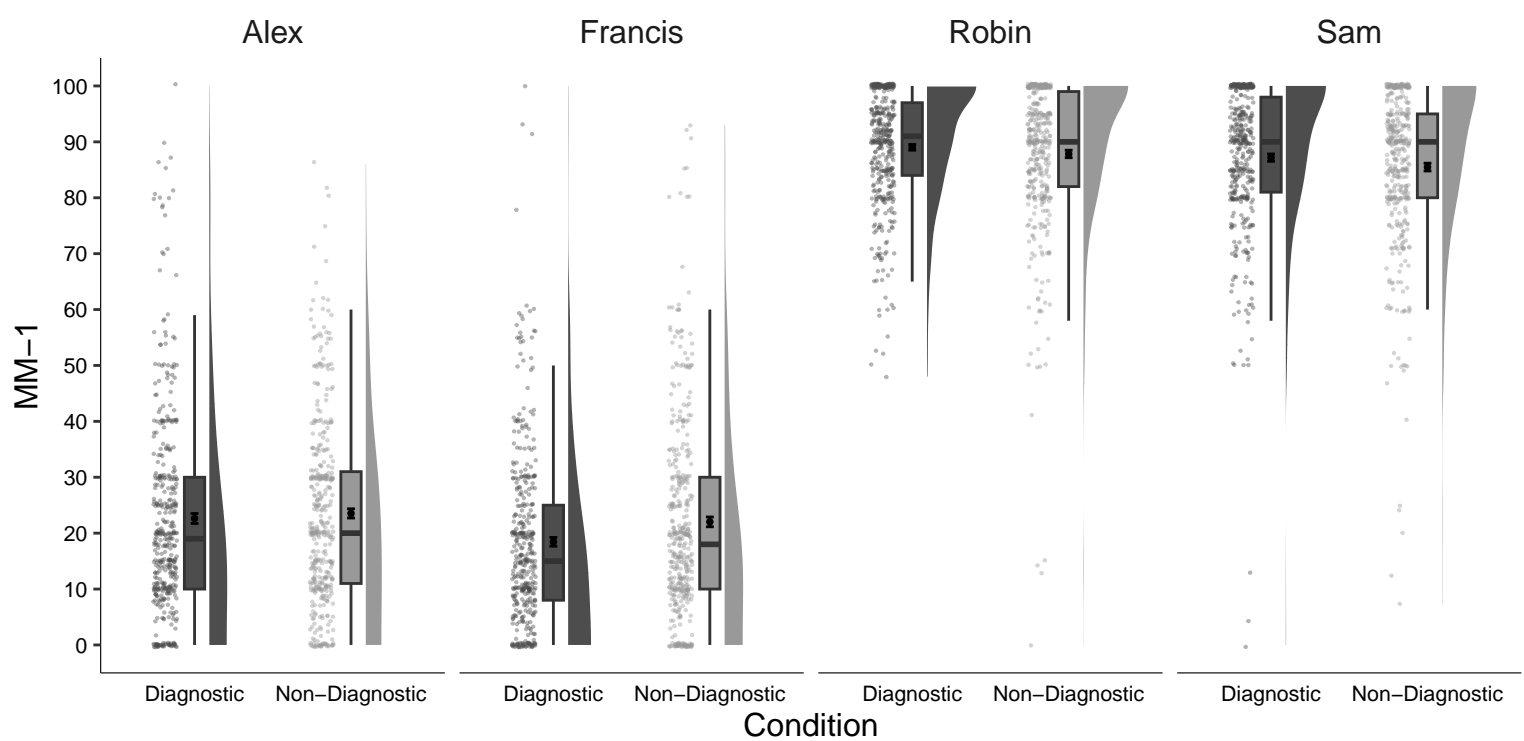 Alex Francis Robin Sam
MM−1
100
90
80
70
60
50
40
30
20
10
0
Diagnostic Non−Diagnostic Diagnostic Non−Diagnostic Diagnostic Non−Diagnostic Diagnostic Non−Diagnostic
Condition